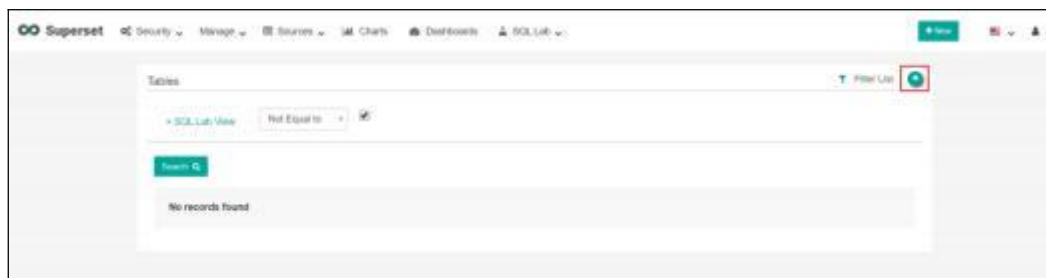 Superset Security Manage Sources Charts Dashboards SQL Lab New
Tables Filter List
SQL Lab View Not Equal to
Search
No records found